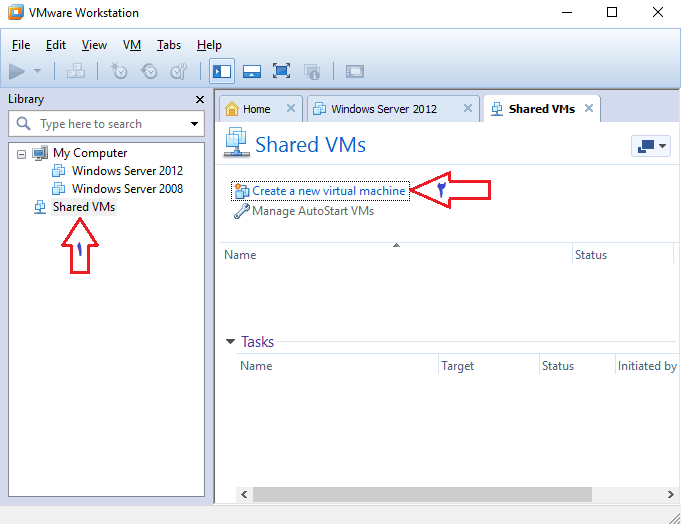 VMware Workstation
File Edit View VM Tabs Help
Library
Type here to search
My Computer
Windows Server 2012
Windows Server 2008
Shared VMs
۱
Home
Windows Server 2012
Shared VMs
Shared VMs
Create a new virtual machine
۲
Manage AutoStart VMs
Name Status
Tasks
Name Target Status Initiated by